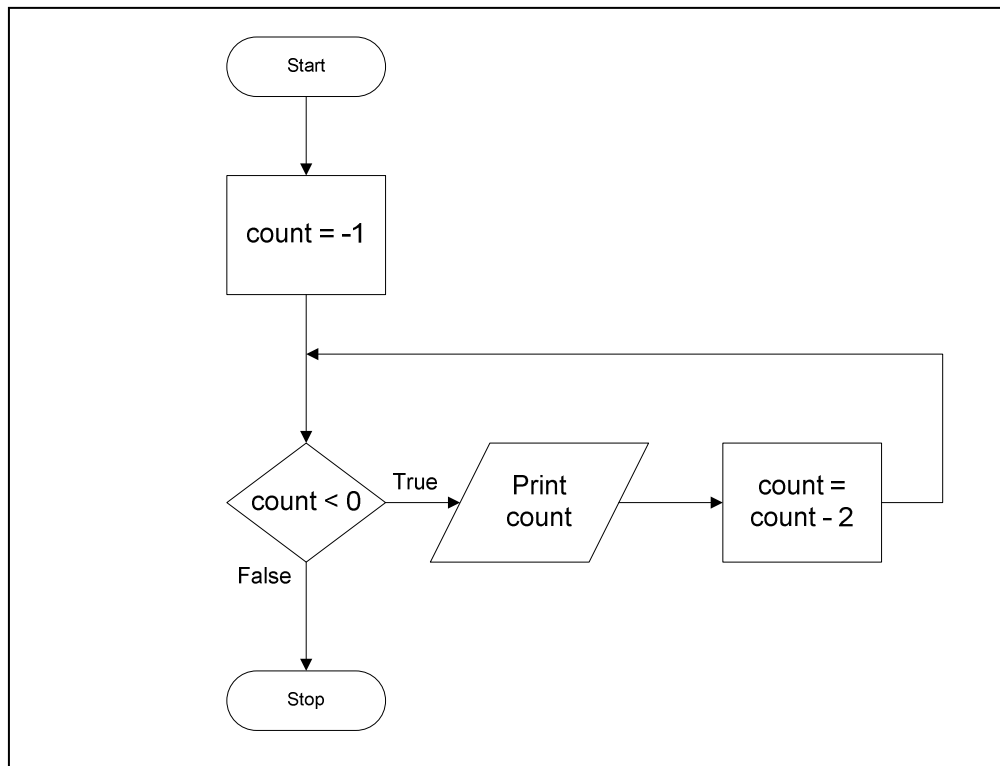 Start
count = -1
count < 0
True
Print
count
count =
count - 2
False
Stop